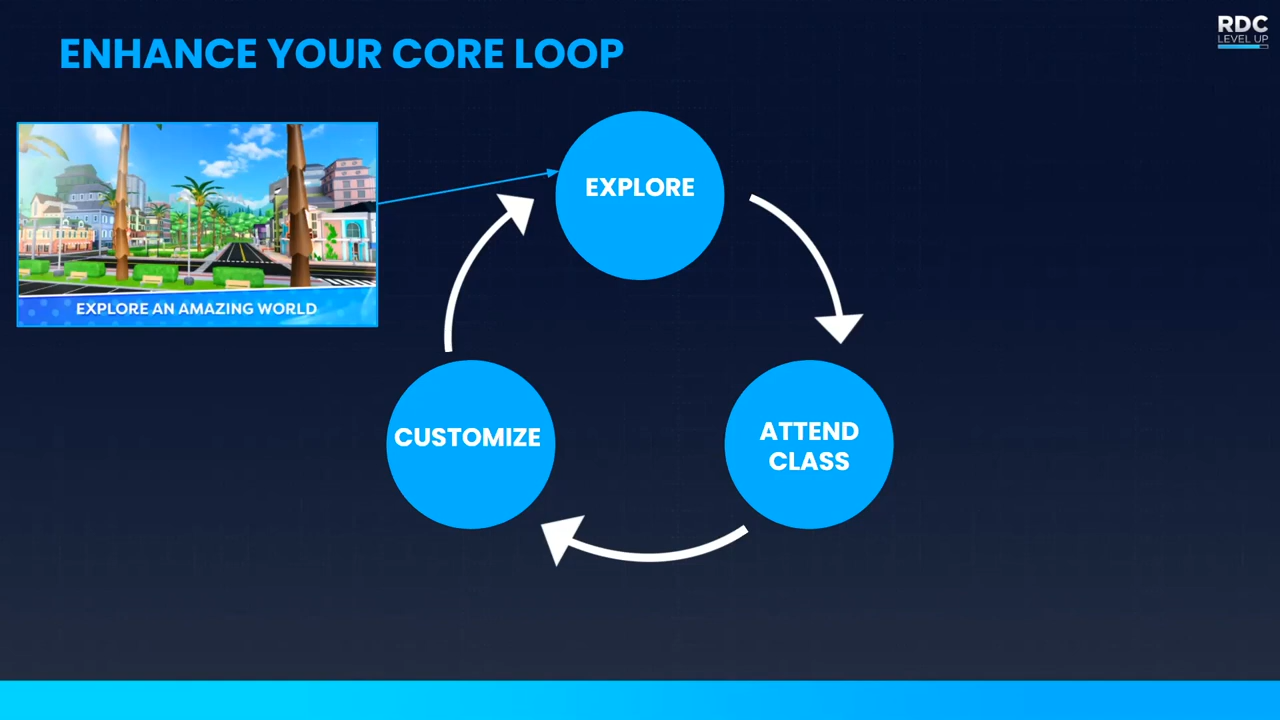 ENHANCE YOUR CORE LOOP
RDC
LEVEL UP
EXPLORE AN AMAZING WORLD
EXPLORE
CUSTOMIZE
ATTEND
CLASS